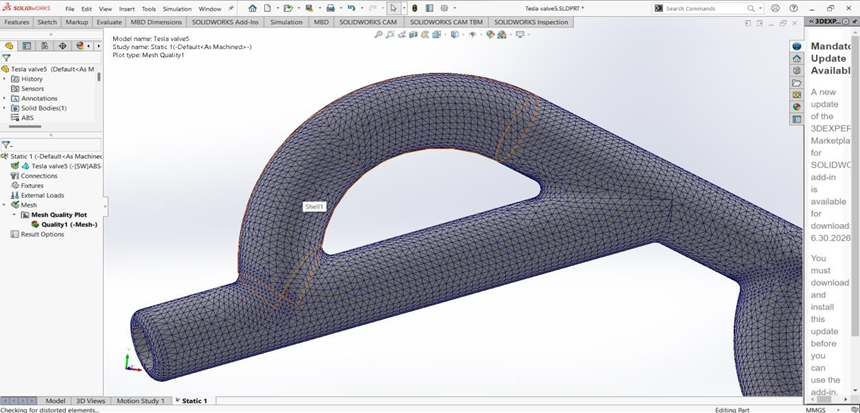 SOLIDWORKS
File Edit View Insert Tools Simulation Window
Tesla valve5.SLDPRT *
Search Commands
Features Sketch Markup Evaluate MBD Dimensions SOLIDWORKS Add-Ins Simulation MBD SOLIDWORKS CAM SOLIDWORKS CAM TBM SOLIDWORKS Inspection
Model name: Tesla valve5
Study name: Static 1(-Default<As Machined>-)
Plot type: Mesh Quality1
Tesla valve5 (Default<As M
History
Sensors
Annotations
Solid Bodies(1)
ABS
Static 1 (-Default<As Machinec
Tesla valve5 (-[SW]ABS-
Connections
Fixtures
External Loads
Mesh
Mesh Quality Plot
Quality1 (-Mesh-)
Result Options
Shell1
3DEXP
Mandato
Update
Availabl
A new
update
of the
3DEXPER
Marketpla
for
SOLIDWO
add-in
is
available
for
download
6.30.2026
You
must
download
and
install
this
update
before
you
can
use the
add-in.
Model 3D Views Motion Study 1 Static 1
Checking for distorted elements...
Editing Part
MMGS